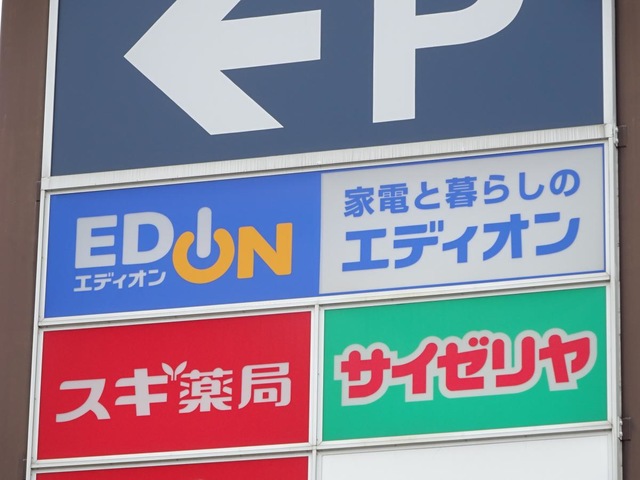 P
EDION
エディオン
家電と暮らしの
エディオン
スギ薬局
サイゼリヤ